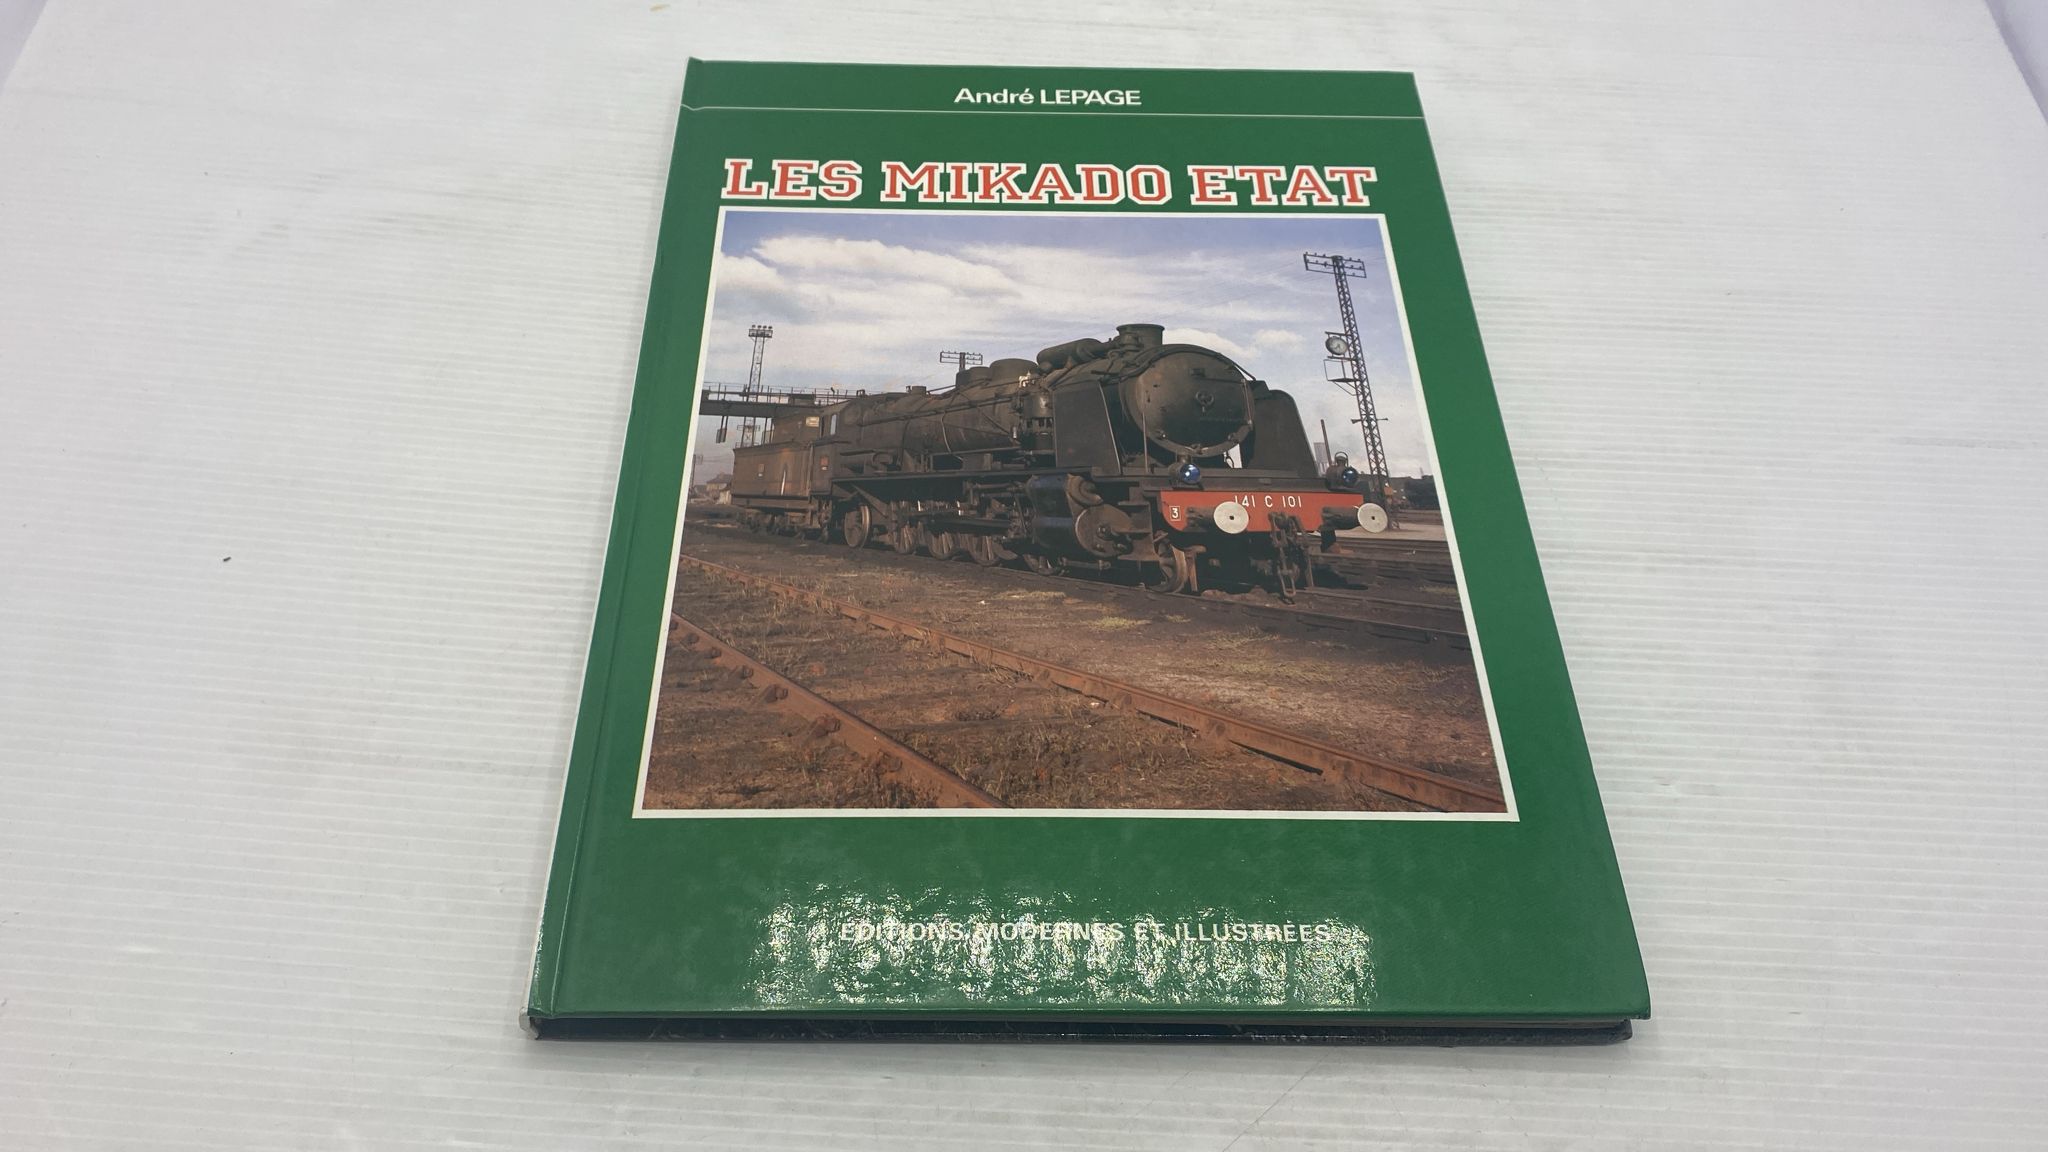 André LEPAGE
LES MIKADO ETAT
141 C 101
3
EDITIONS MODERNES ET ILLUSTRÉES